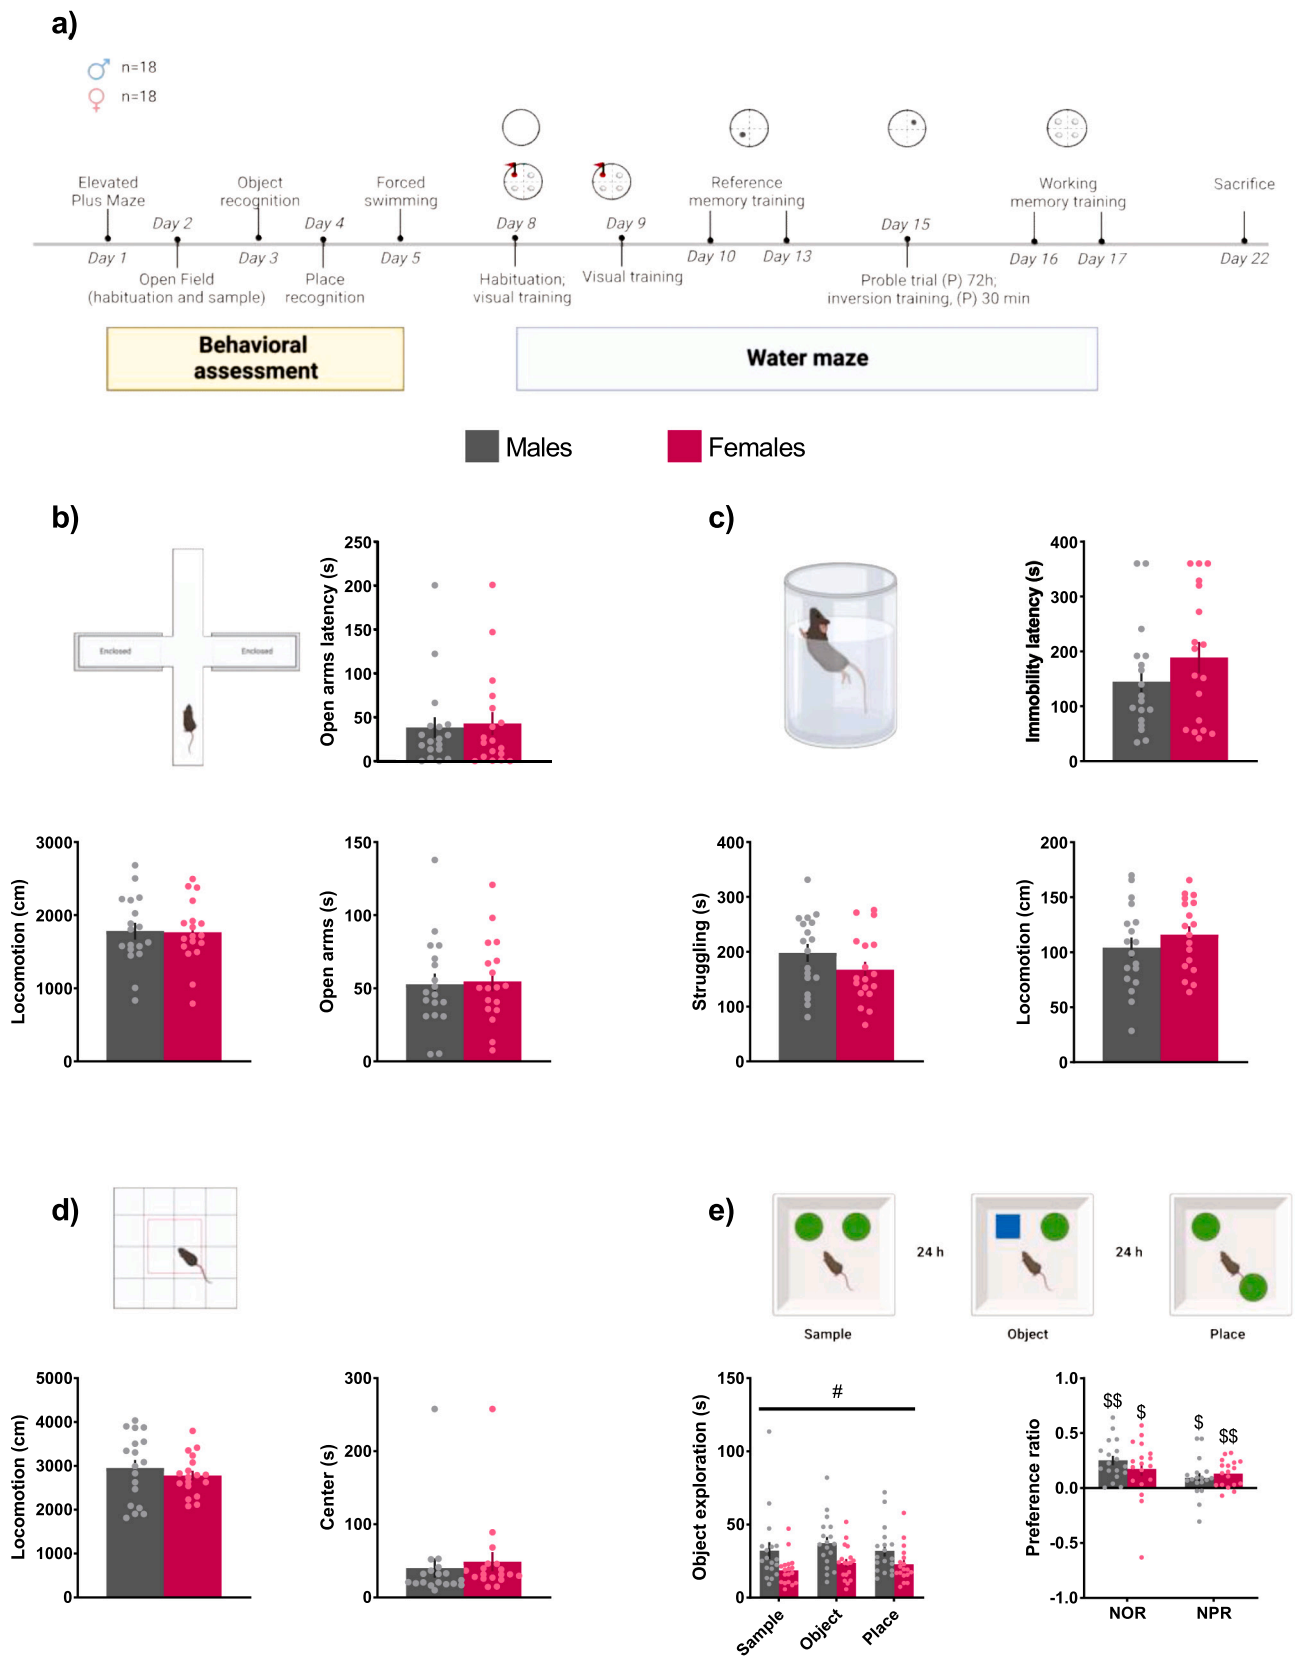 a)
n=18
n=18
Elevated
Plus Maze
Object
recognition
Forced
swimming
Reference
memory training
Working
memory training
Sacrifice
Day 2
Day 4
Day 8
Day 9
Day 15
Day 1
Day 3
Day 5
Day 10
Day 13
Day 16
Day 17
Day 22
Open Field
(habituation and sample)
Place
recognition
Habituation;
visual training
Visual training
Proble trial (P) 72h;
inversion training, (P) 30 min
Behavioral
assessment
Water maze
Males
Females
b)
Enclosed
Enclosed
Open arms latency (s)
250
200
150
100
50
0
c)
Immobility latency (s)
400
300
200
100
0
Locomotion (cm)
3000
2000
1000
0
Open arms (s)
150
100
50
0
Struggling (s)
400
300
200
100
0
Locomotion (cm)
200
150
100
50
0
d)
e)
24 h
24 h
Sample
Object
Place
Locomotion (cm)
5000
4000
3000
2000
1000
0
Center (s)
300
200
100
0
Object exploration (s)
150
100
50
0
#
Sample
Object
Place
Preference ratio
1.0
0.5
0.0
-0.5
-1.0
$$
$
$
$$
NOR
NPR